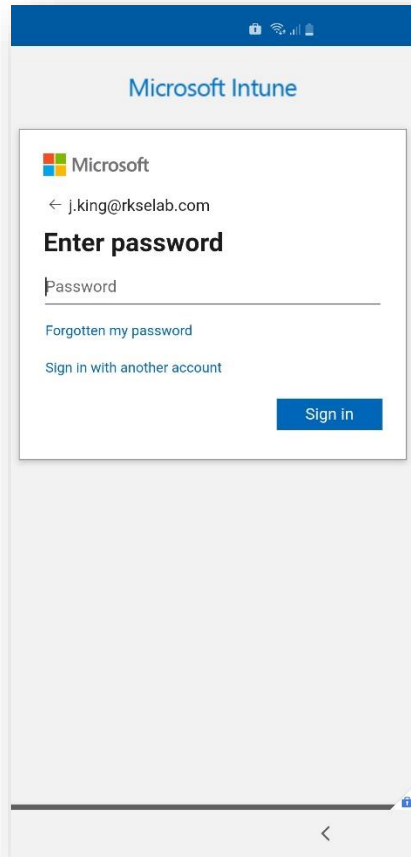 Microsoft Intune
Microsoft
← j.king@rkselab.com
Enter password
Password
Forgotten my password
Sign in with another account
Sign in